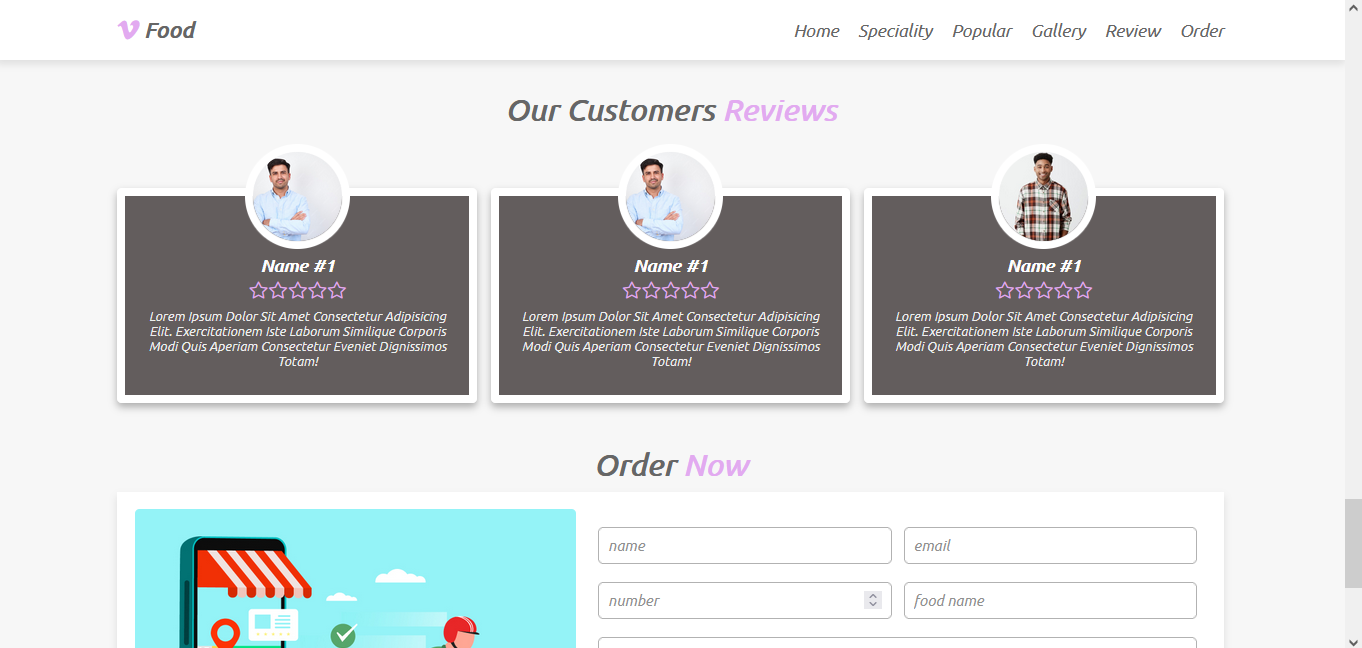 Food
Home Speciality Popular Gallery Review Order
Our Customers Reviews
Name #1
Lorem Ipsum Dolor Sit Amet Consectetur Adipisicing
Elit. Exercitationem Iste Laborum Similique Corporis
Modi Quis Aperiam Consectetur Eveniet Dignissimos
Totam!
Name #1
Lorem Ipsum Dolor Sit Amet Consectetur Adipisicing
Elit. Exercitationem Iste Laborum Similique Corporis
Modi Quis Aperiam Consectetur Eveniet Dignissimos
Totam!
Name #1
Lorem Ipsum Dolor Sit Amet Consectetur Adipisicing
Elit. Exercitationem Iste Laborum Similique Corporis
Modi Quis Aperiam Consectetur Eveniet Dignissimos
Totam!
Order Now
name
email
number
food name